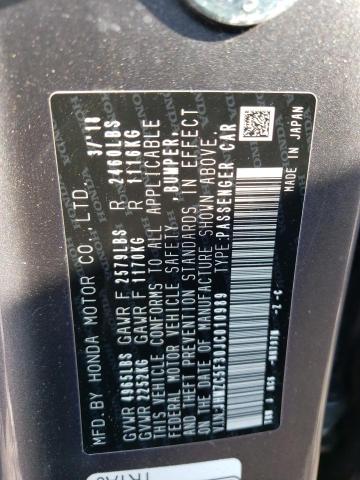 MFD.BY HONDA MOTOR CO.,LTD. 3/'18
GVWR 4965LBS GAWR F 2579LBS R 2460LBS
GVWR 2252KG GAWR F 1170KG R 1116KG
THIS VEHICLE CONFORMS TO ALL APPLICABLE
FEDERAL MOTOR VEHICLE SAFETY, BUMPER,
AND THEFT PREVENTION STANDARDS IN EFFECT
ON THE DATE OF MANUFACTURE SHOWN ABOVE.
TYPE:PASSENGER CAR
MADE IN JAPAN
TRIAS